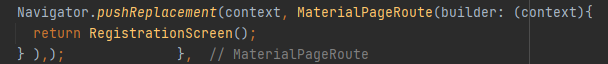 Navigator.pushReplacement(context, MaterialPageRoute(builder: (context){
return RegistrationScreen();
} ),);            },  // MaterialPageRoute